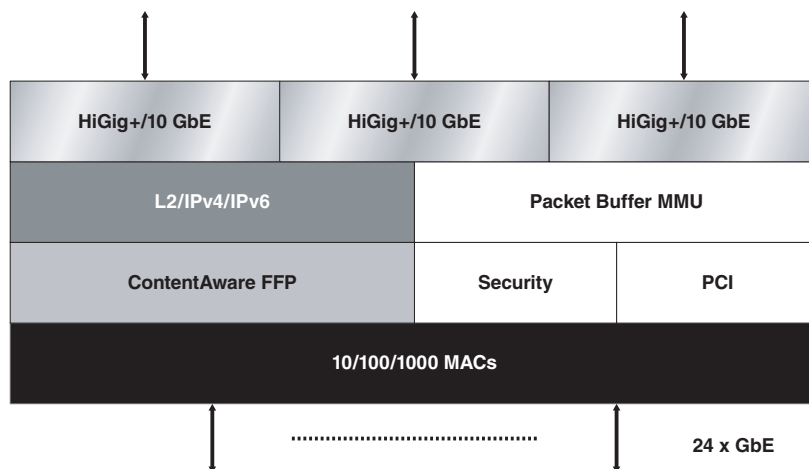 HiGig+/10 GbE
HiGig+/10 GbE
HiGig+/10 GbE
L2/IPv4/IPv6
Packet Buffer MMU
ContentAware FFP
Security
PCI
10/100/1000 MACs
24 x GbE